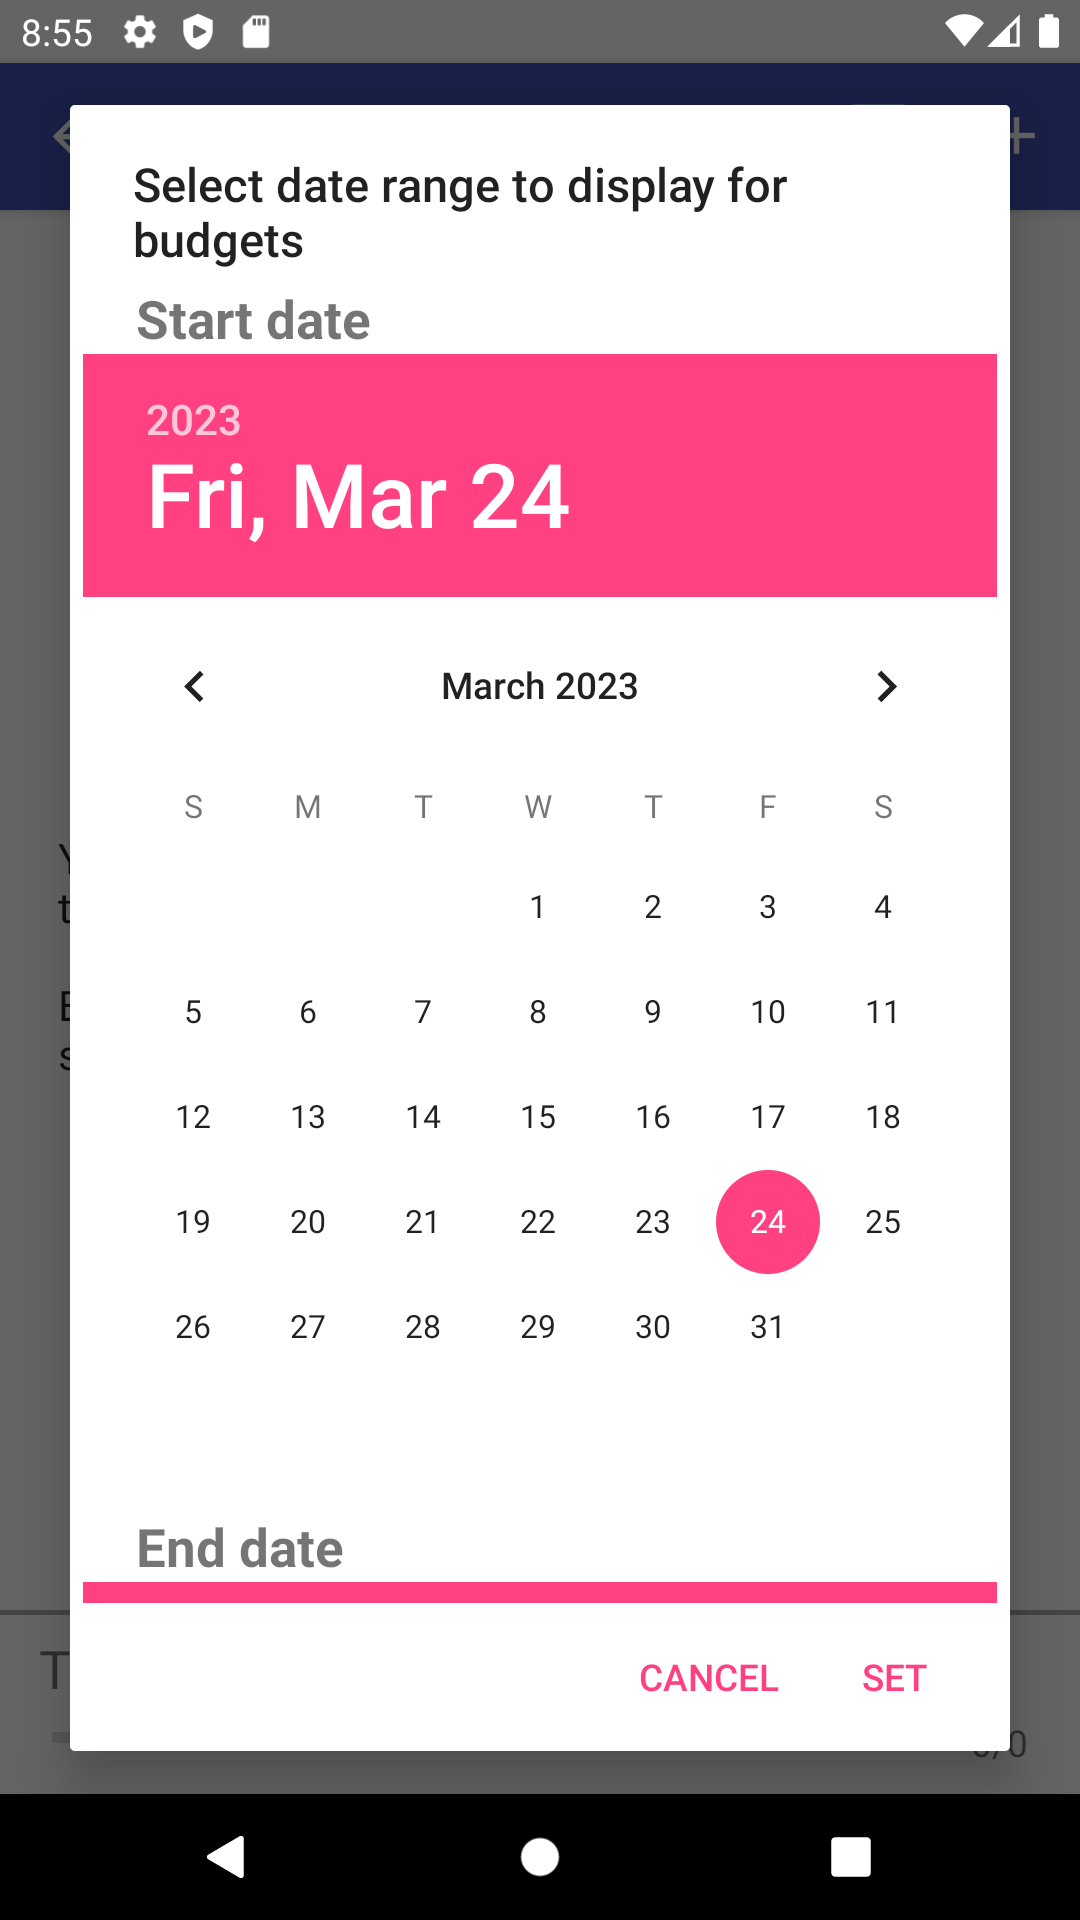 8:55
Select date range to display for
budgets
Start date
2023
Fri, Mar 24
March 2023
S M T W T F S
1 2 3 4
5 6 7 8 9 10 11
12 13 14 15 16 17 18
19 20 21 22 23 24 25
26 27 28 29 30 31
End date
CANCEL SET